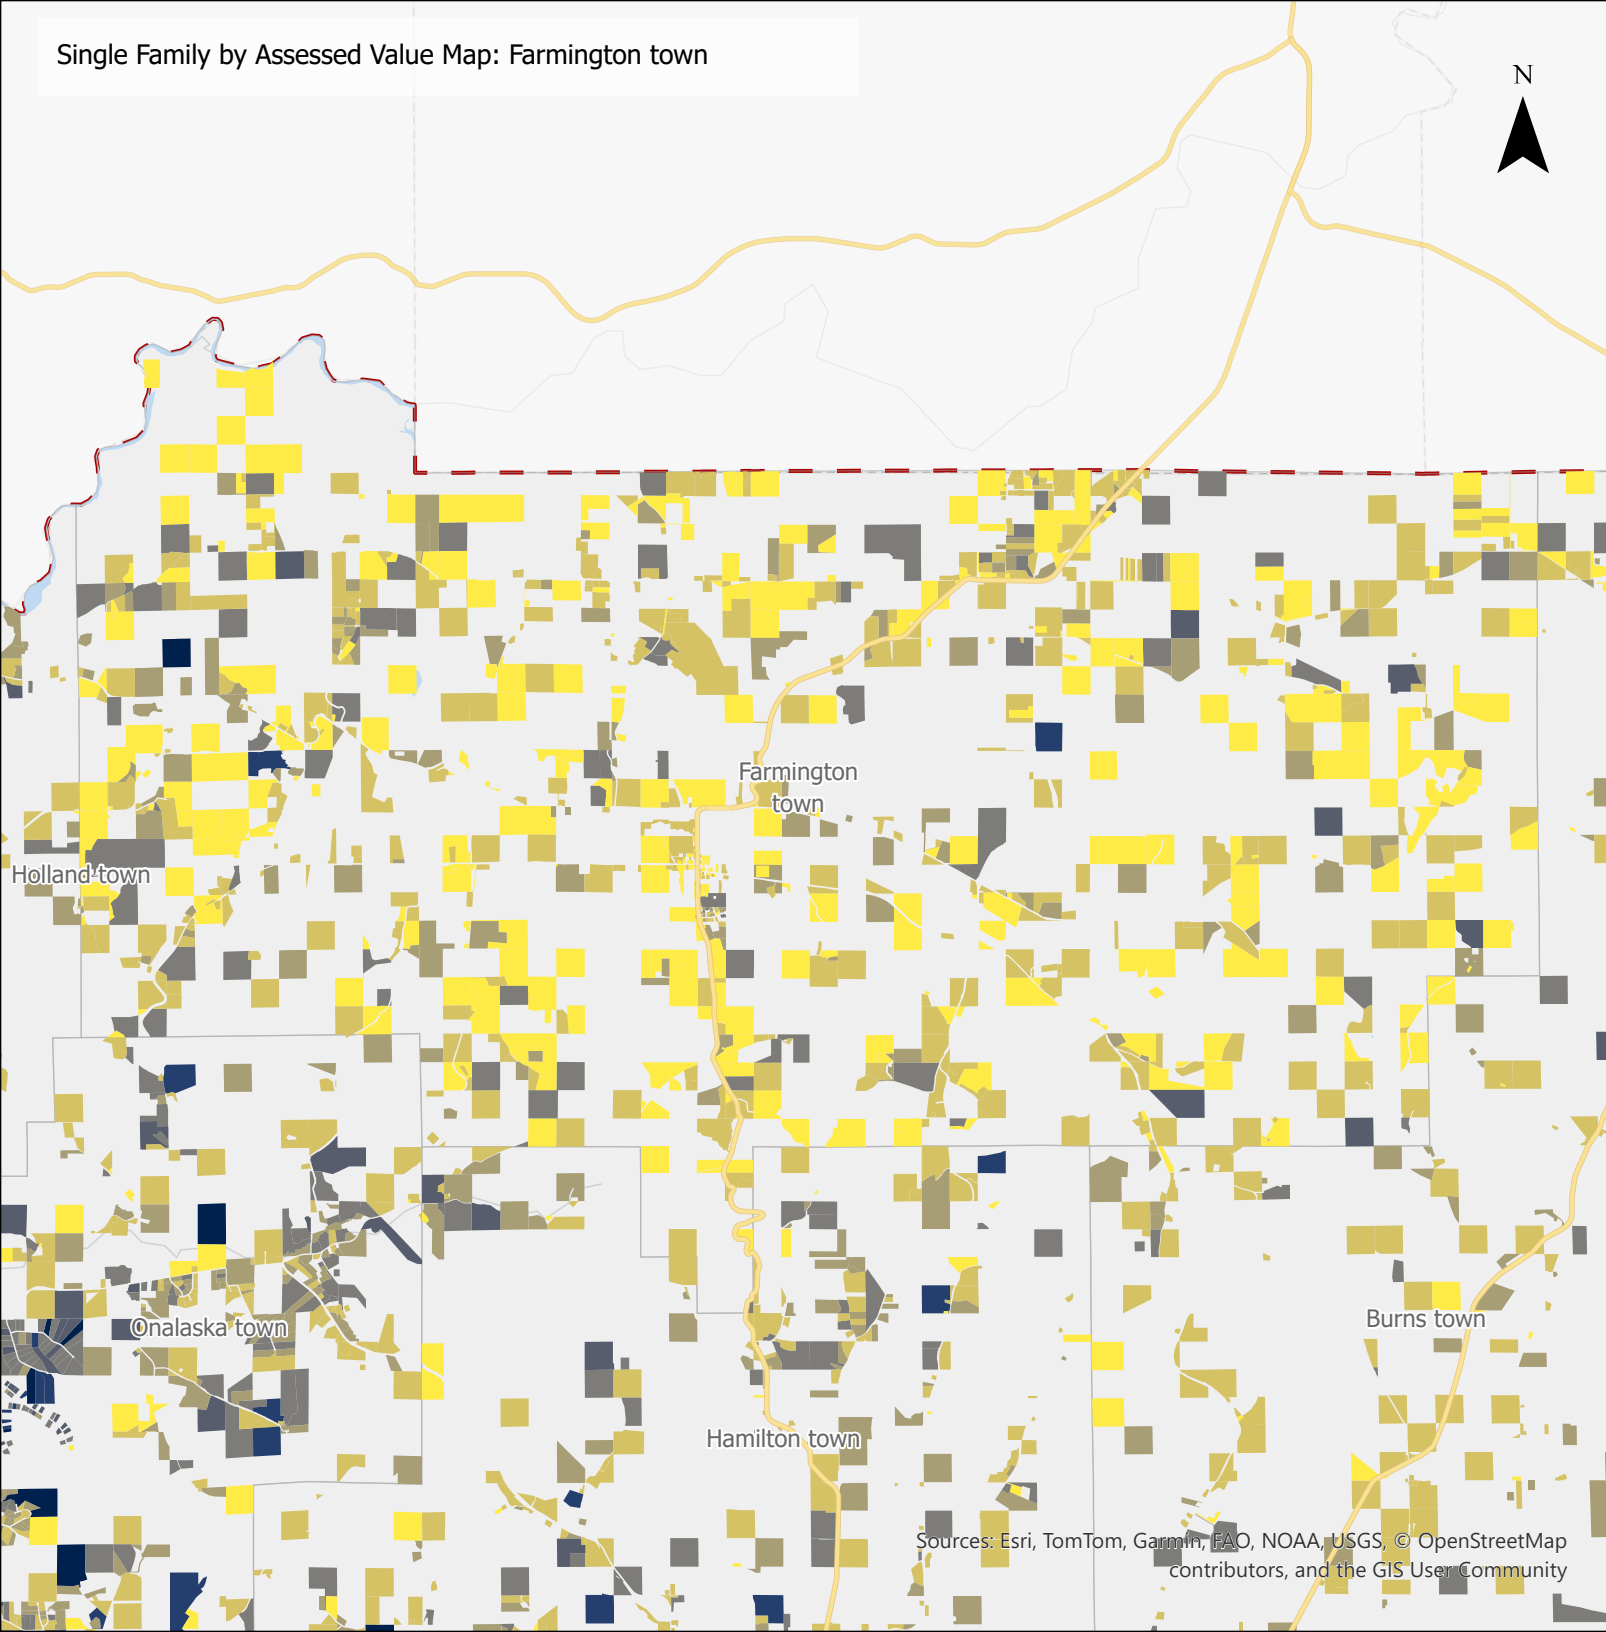 Single Family by Assessed Value Map: Farmington town
N
Farmington
town
Holland town
Onalaska town
Burns town
Hamilton town
Sources: Esri, TomTom, Garmin, FAO, NOAA, USGS, © OpenStreetMap
contributors, and the GIS User Community